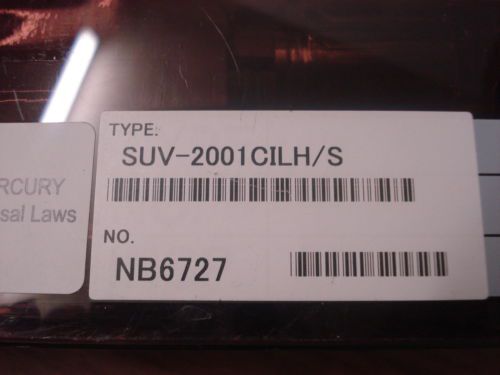 TYPE:
SUV-2001CILH/S
RCURY
sal Laws
NO.
NB6727